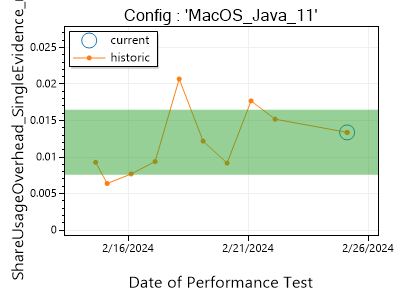 Config : 'MacOS_Java_11'
current
historic
0.025
0.02
0.015
0.01
0.005
0
ShareUsageOverhead_SingleEvidence_
2/16/2024
2/21/2024
2/26/2024
Date of Performance Test